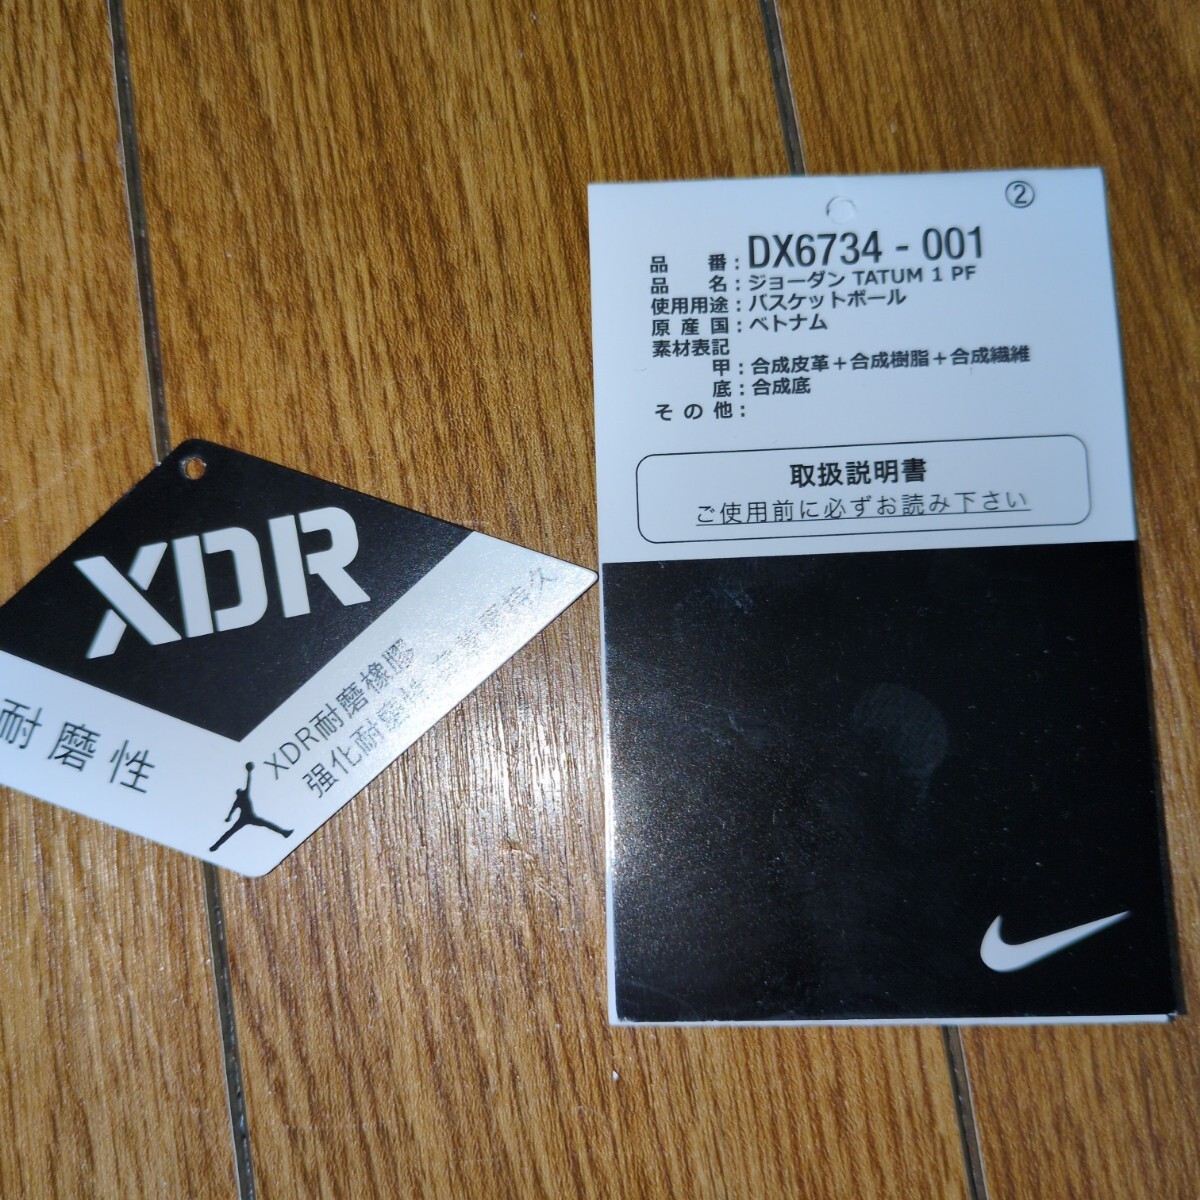 XDR
耐磨性
XDR耐磨橡膠
强化耐磨性
②
品番：DX6734 - 001
品名：ジョーダン TATUM 1 PF
使用用途：バスケットボール
原産国：ベトナム
素材表記
甲：合成皮革＋合成樹脂＋合成繊維
底：合成底
その他：
取扱説明書
ご使用前に必ずお読み下さい